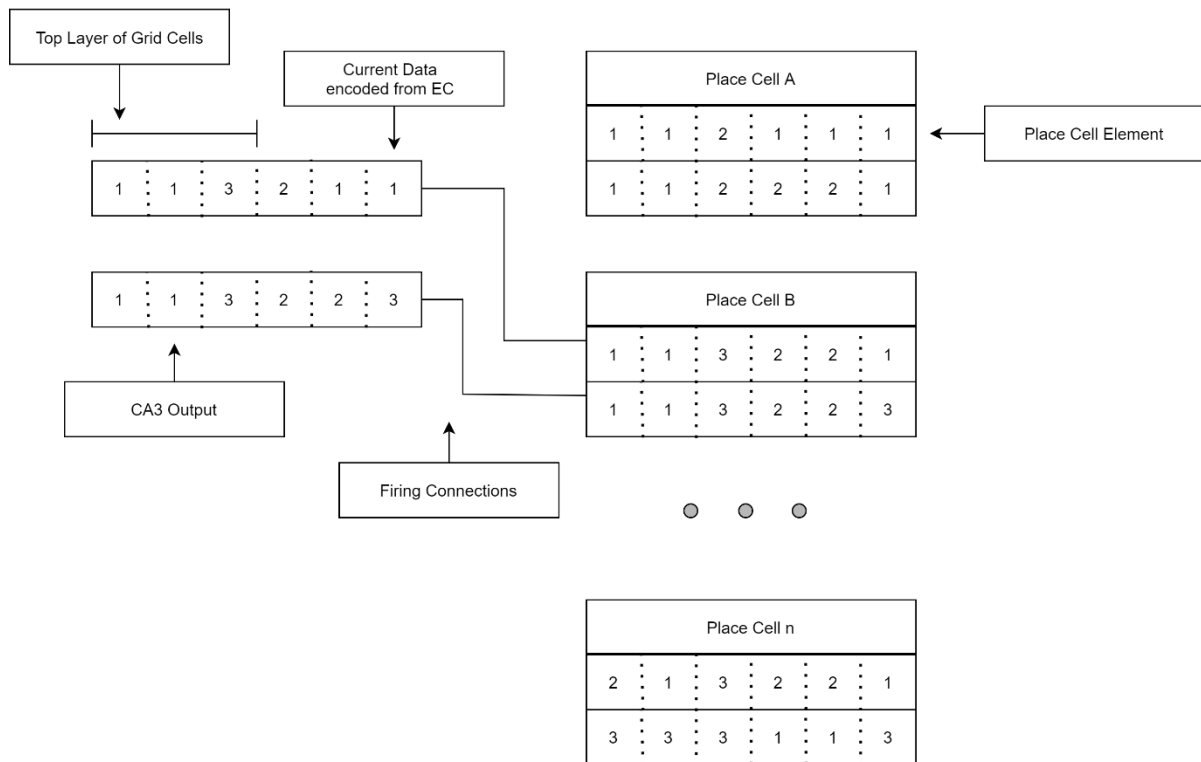 Top Layer of Grid Cells
Current Data
encoded from EC
Place Cell A
1 1 2 1 1 1
Place Cell Element
1 1 3 2 1 1
1 1 2 2 2 1
1 1 3 2 2 3
Place Cell B
1 1 3 2 2 1
CA3 Output
1 1 3 2 2 3
Firing Connections
Place Cell n
2 1 3 2 2 1
3 3 3 1 1 3